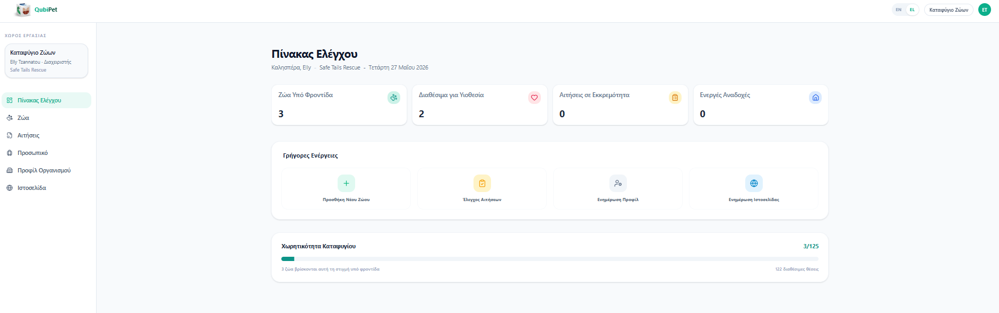 QubiPet
EN EL Καταφύγιο Ζώων ET
ΧΩΡΟΣ ΕΡΓΑΣΙΑΣ
Καταφύγιο Ζώων
Elly Tzannatou · Διαχειριστής
Safe Tails Rescue
Πίνακας Ελέγχου
Ζώα
Αιτήσεις
Προσωπικό
Προφίλ Οργανισμού
Ιστοσελίδα
Πίνακας Ελέγχου
Καλησπέρα, Elly - Safe Tails Rescue - Τετάρτη 27 Μαΐου 2026
Ζώα Υπό Φροντίδα
3
Διαθέσιμα για Υιοθεσία
2
Αιτήσεις σε Εκκρεμότητα
0
Ενεργές Αναδοχές
0
Γρήγορες Ενέργειες
Προσθήκη Νέου Ζώου
Έλεγχος Αιτήσεων
Ενημέρωση Προφίλ
Ενημέρωση Ιστοσελίδας
Χωρητικότητα Καταφυγίου 3/125
3 ζώα βρίσκονται αυτή τη στιγμή υπό φροντίδα 122 διαθέσιμες θέσεις